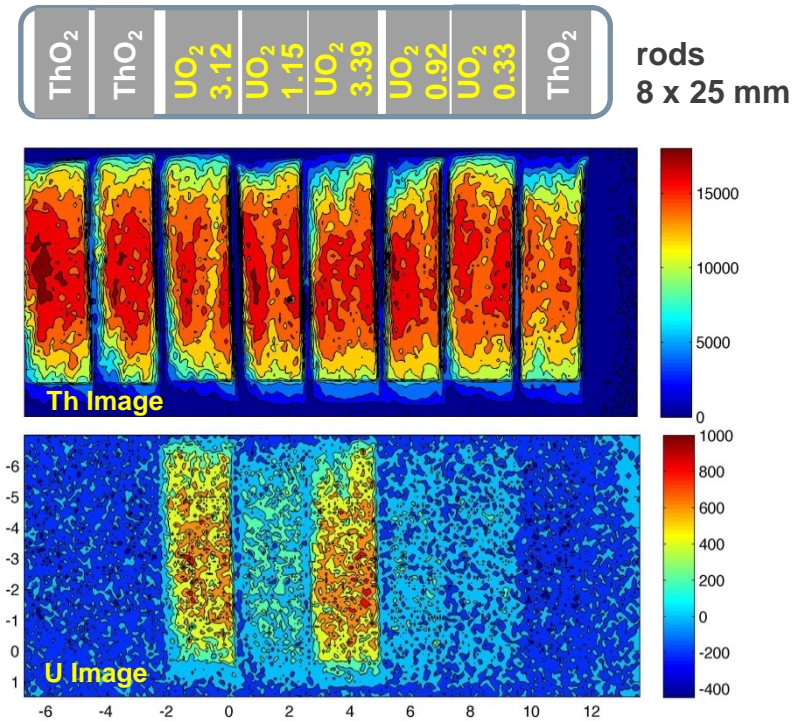 ThO₂
ThO₂
UO₂
3.12
UO₂
1.15
UO₂
3.39
UO₂
0.92
UO₂
0.33
ThO₂
rods
8 x 25 mm
15000
10000
5000
0
Th Image
1000
800
600
400
200
0
-200
-400
-6
-5
-4
-3
-2
-1
0
1
U Image
-6 -4 -2 0 2 4 6 8 10 12